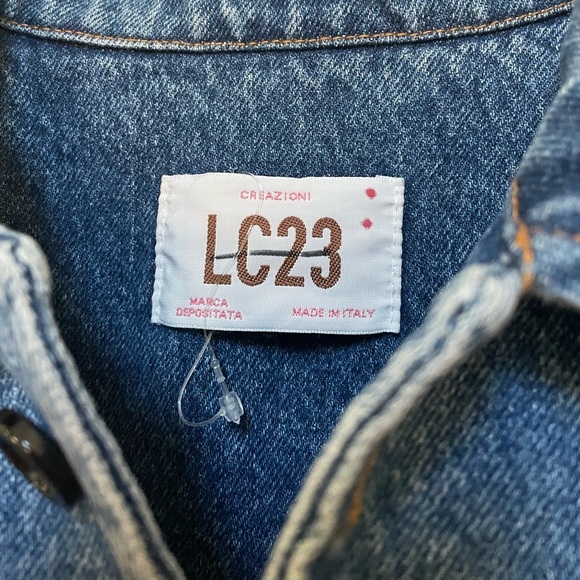 CREAZIONI
LC23
MARCA
DEPOSITATA
MADE IN ITALY